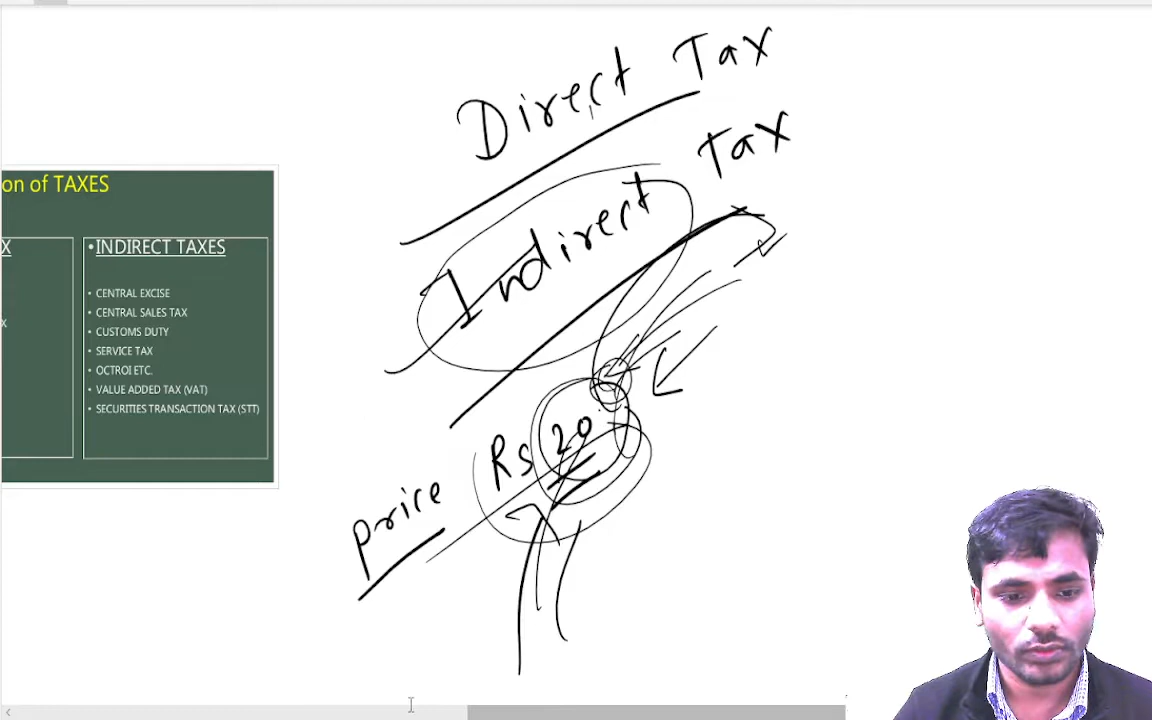 Direct Tax
Indirect Tax
price Rs 20
on of TAXES
X
X
•INDIRECT TAXES
• CENTRAL EXCISE
• CENTRAL SALES TAX
• CUSTOMS DUTY
• SERVICE TAX
• OCTROI ETC.
• VALUE ADDED TAX (VAT)
• SECURITIES TRANSACTION TAX (STT)